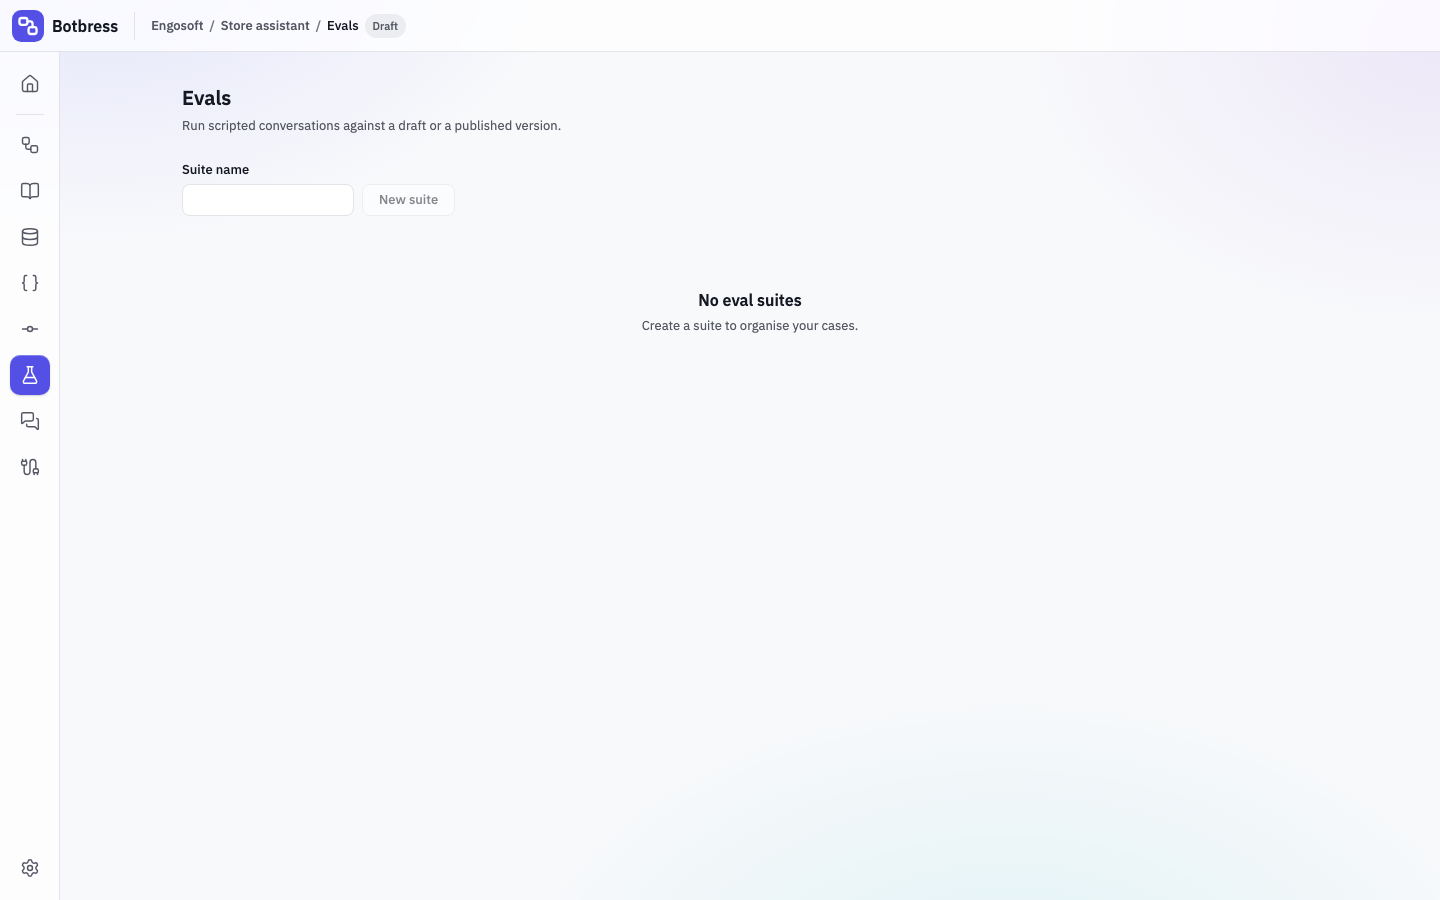 Botbress
Engosoft / Store assistant / Evals Draft
Evals
Run scripted conversations against a draft or a published version.
Suite name
New suite
No eval suites
Create a suite to organise your cases.